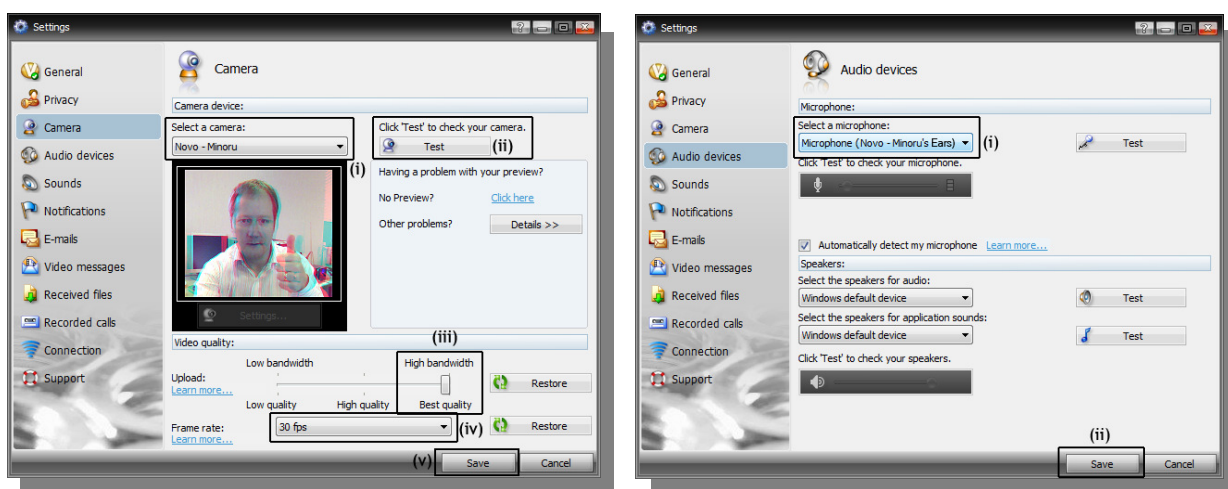 Settings
General
Privacy
Camera
Audio devices
Sounds
Notifications
E-mails
Video messages
Received files
Recorded calls
Connection
Support
Camera
Camera device:
Select a camera:
Novo - Minoru
(i)
Click 'Test' to check your camera.
Test
(ii)
Having a problem with your preview?
No Preview? Click here
Other problems? Details >>
Settings...
(iii)
Video quality:
Low bandwidth High bandwidth
Upload:
Learn more...
Restore
Low quality High quality Best quality
Frame rate:
Learn more...
30 fps
(iv)
Restore
(v)
Save Cancel
Settings
General
Privacy
Camera
Audio devices
Sounds
Notifications
E-mails
Video messages
Received files
Recorded calls
Connection
Support
Audio devices
Microphone:
Select a microphone:
Microphone (Novo - Minoru's Ears)
(i)
Test
Click 'Test' to check your microphone.
Automatically detect my microphone Learn more...
Speakers:
Select the speakers for audio:
Windows default device Test
Select the speakers for application sounds:
Windows default device Test
Click 'Test' to check your speakers.
(ii)
Save Cancel